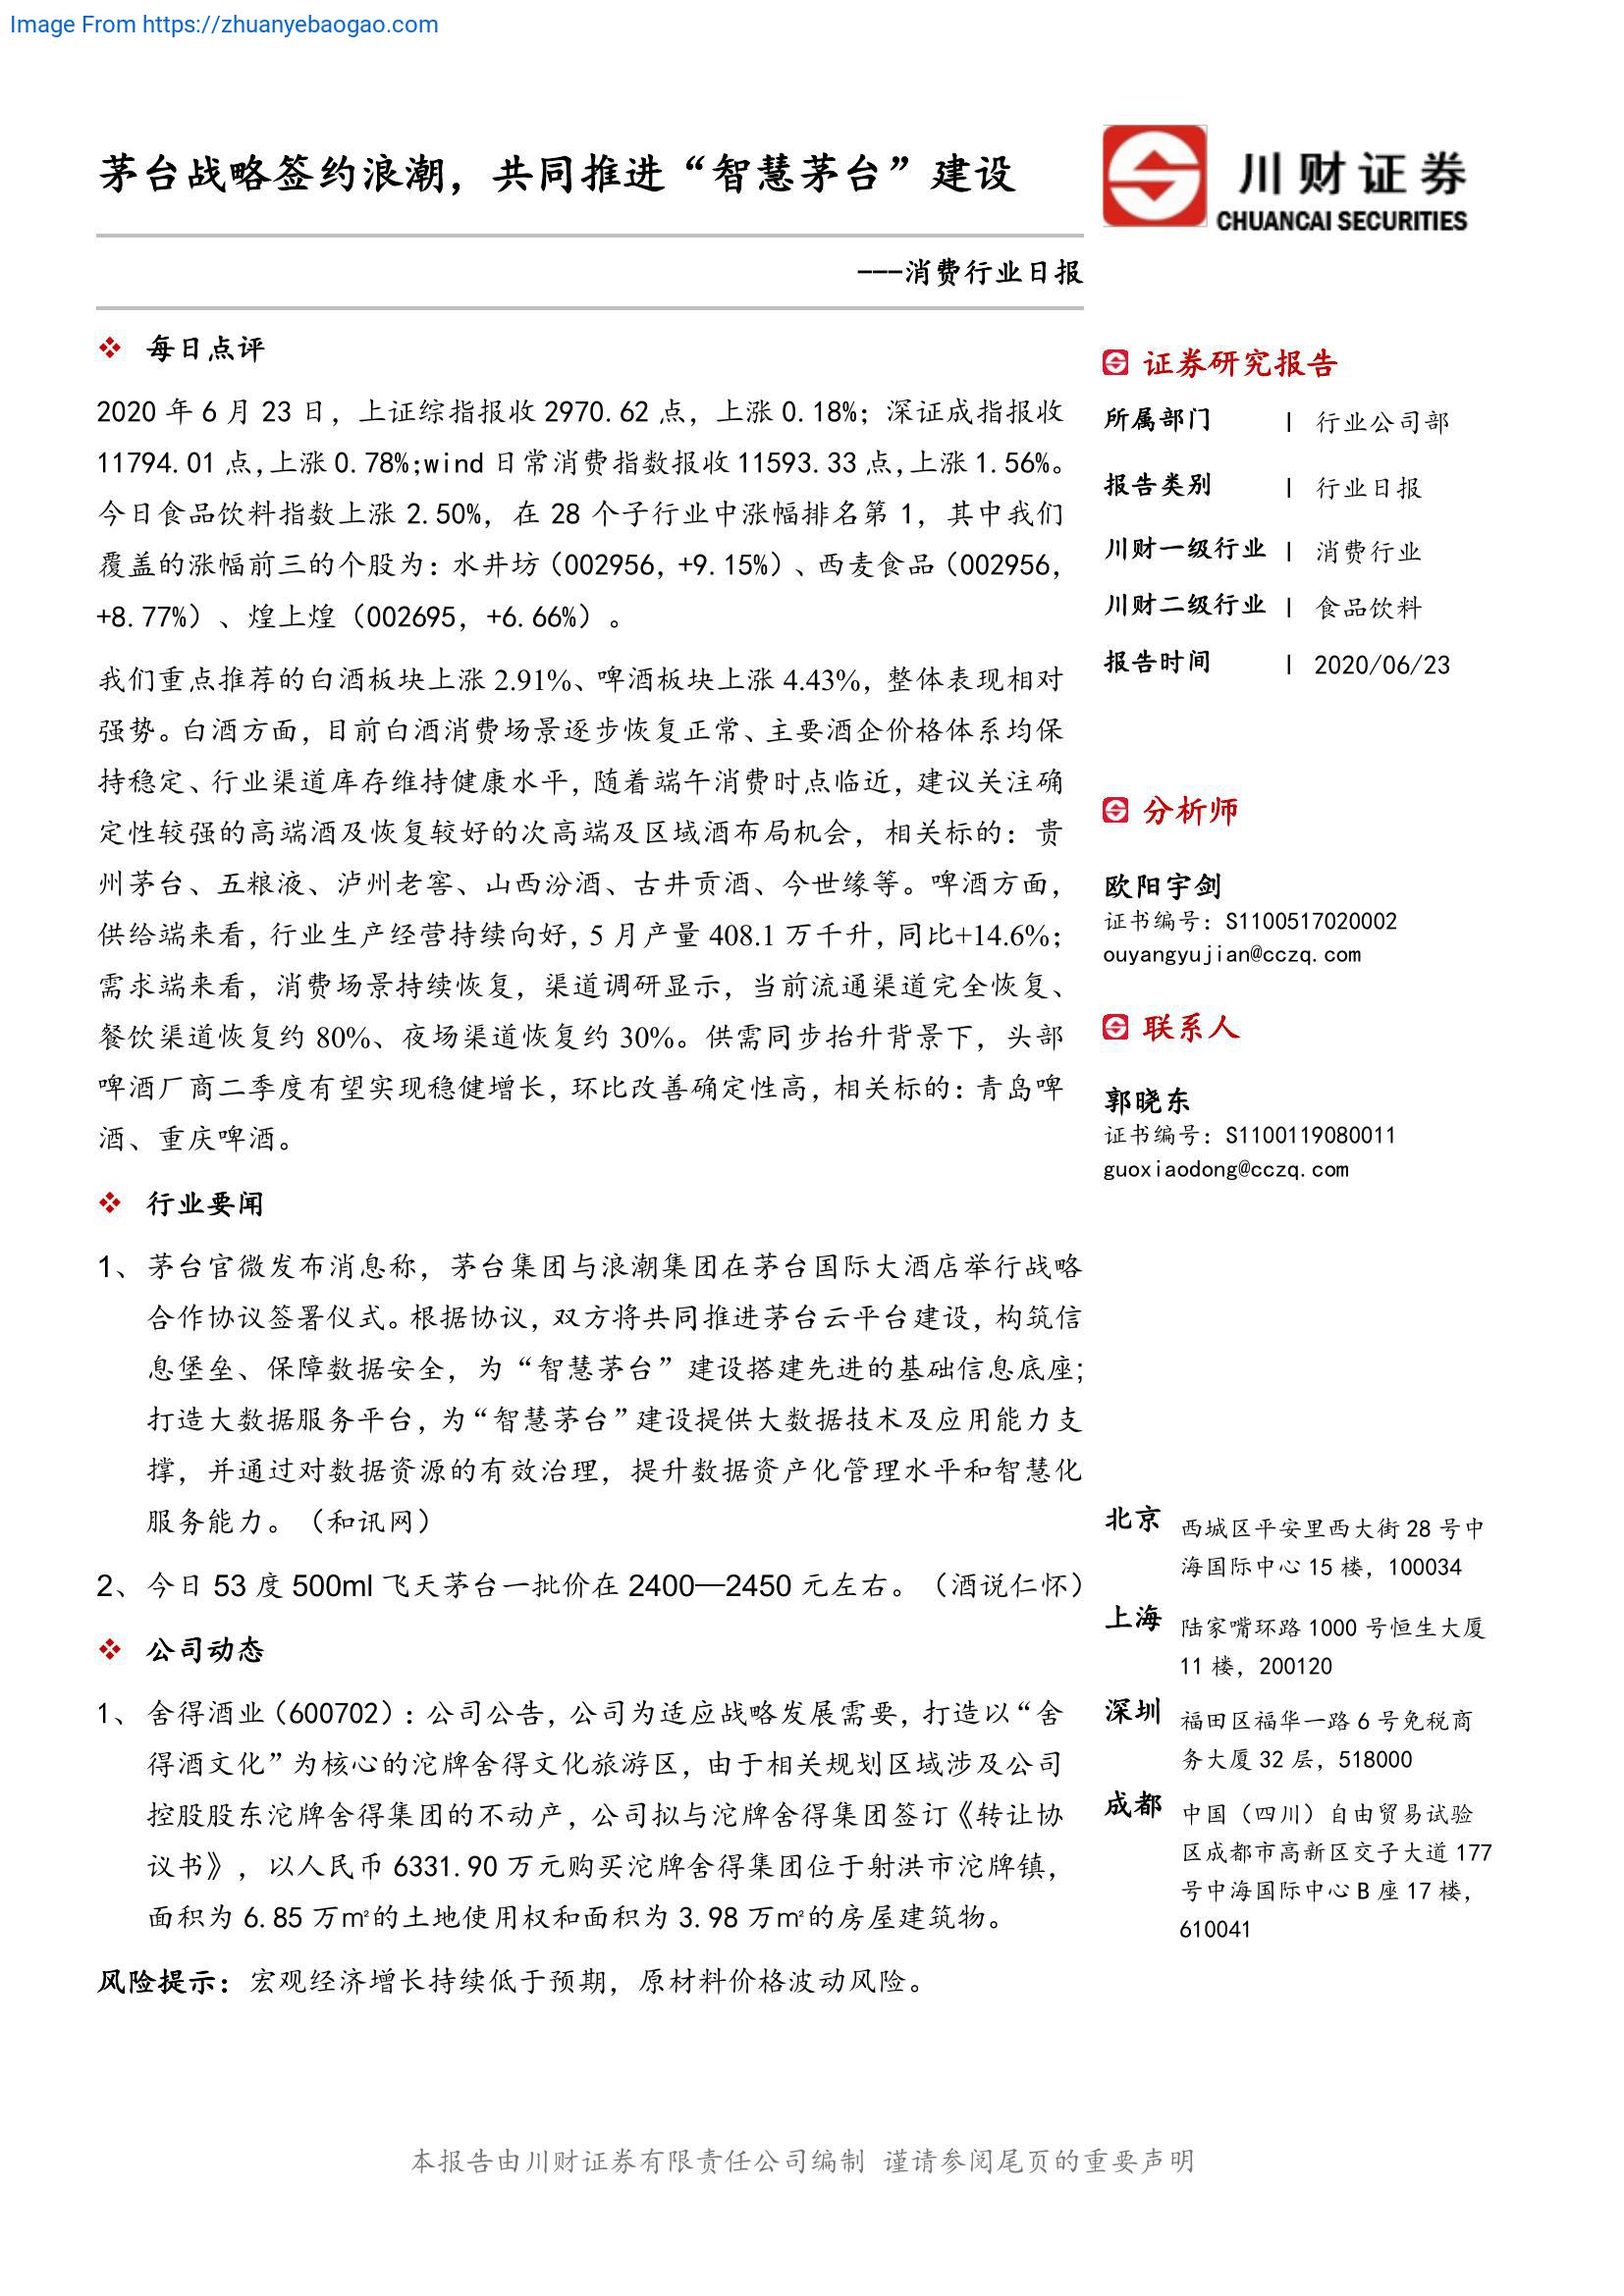 Image From https://zhuanyebaogao.com
茅台战略签约浪潮，共同推进“智慧茅台”建设
川财证券
CHUANCAI SECURITIES
---消费行业日报
每日点评
2020 年 6 月 23 日，上证综指报收 2970.62 点，上涨 0.18%；深证成指报收
11794.01 点,上涨 0.78%;wind 日常消费指数报收 11593.33 点,上涨 1.56%。
今日食品饮料指数上涨 2.50%，在 28 个子行业中涨幅排名第 1，其中我们
覆盖的涨幅前三的个股为：水井坊（002956，+9.15%）、西麦食品（002956，
+8.77%）、煌上煌（002695，+6.66%）。
我们重点推荐的白酒板块上涨 2.91%、啤酒板块上涨 4.43%，整体表现相对
强势。白酒方面，目前白酒消费场景逐步恢复正常、主要酒企价格体系均保
持稳定、行业渠道库存维持健康水平，随着端午消费时点临近，建议关注确
定性较强的高端酒及恢复较好的次高端及区域酒布局机会，相关标的：贵
州茅台、五粮液、泸州老窖、山西汾酒、古井贡酒、今世缘等。啤酒方面，
供给端来看，行业生产经营持续向好，5 月产量 408.1 万千升，同比+14.6%；
需求端来看，消费场景持续恢复，渠道调研显示，当前流通渠道完全恢复、
餐饮渠道恢复约 80%、夜场渠道恢复约 30%。供需同步抬升背景下，头部
啤酒厂商二季度有望实现稳健增长，环比改善确定性高，相关标的：青岛啤
酒、重庆啤酒。
行业要闻
1、 茅台官微发布消息称，茅台集团与浪潮集团在茅台国际大酒店举行战略
合作协议签署仪式。根据协议，双方将共同推进茅台云平台建设，构筑信
息堡垒、保障数据安全，为“智慧茅台”建设搭建先进的基础信息底座;
打造大数据服务平台，为“智慧茅台”建设提供大数据技术及应用能力支
撑，并通过对数据资源的有效治理，提升数据资产化管理水平和智慧化
服务能力。（和讯网）
2、 今日 53 度 500ml 飞天茅台一批价在 2400—2450 元左右。（酒说仁怀）
公司动态
1、 舍得酒业（600702）：公司公告，公司为适应战略发展需要，打造以“舍
得酒文化”为核心的沱牌舍得文化旅游区，由于相关规划区域涉及公司
控股股东沱牌舍得集团的不动产，公司拟与沱牌舍得集团签订《转让协
议书》，以人民币 6331.90 万元购买沱牌舍得集团位于射洪市沱牌镇，
面积为 6.85 万㎡的土地使用权和面积为 3.98 万㎡的房屋建筑物。
风险提示：宏观经济增长持续低于预期，原材料价格波动风险。
证券研究报告
所属部门 | 行业公司部
报告类别 | 行业日报
川财一级行业 | 消费行业
川财二级行业 | 食品饮料
报告时间 | 2020/06/23
分析师
欧阳宇剑
证书编号：S1100517020002
ouyangyujian@cczq.com
联系人
郭晓东
证书编号：S1100119080011
guoxiaodong@cczq.com
北京 西城区平安里西大街 28 号中
海国际中心 15 楼，100034
上海 陆家嘴环路 1000 号恒生大厦
11 楼，200120
深圳 福田区福华一路 6 号免税商
务大厦 32 层，518000
成都 中国（四川）自由贸易试验
区成都市高新区交子大道 177
号中海国际中心 B 座 17 楼，
610041
本报告由川财证券有限责任公司编制 谨请参阅尾页的重要声明